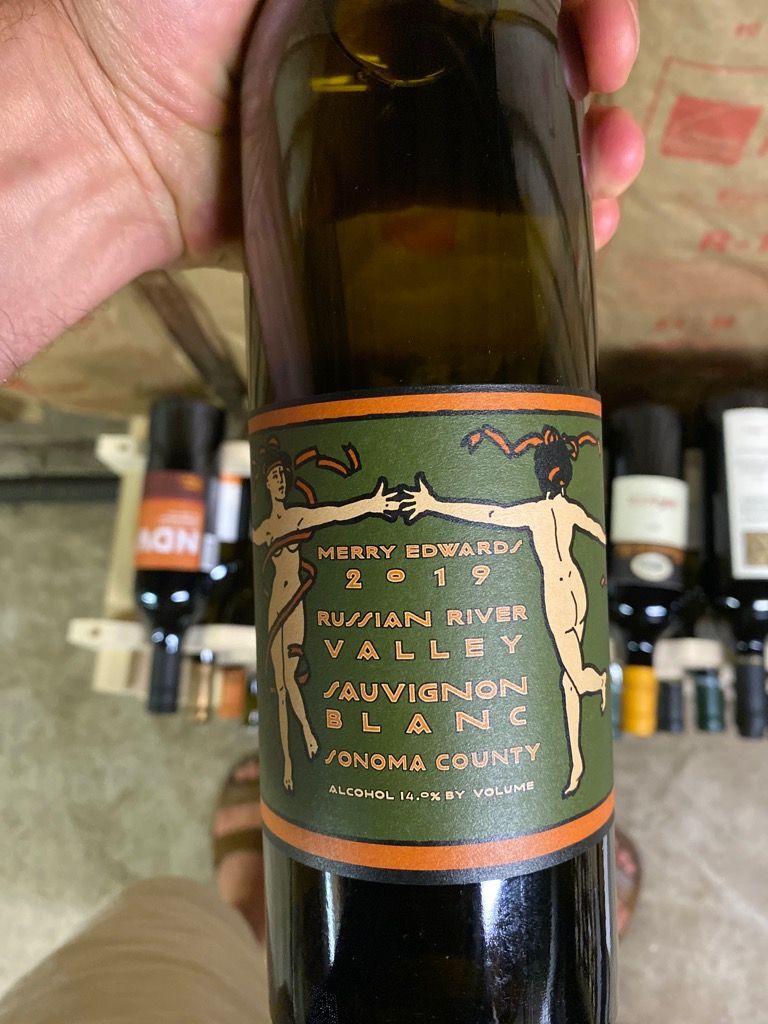 MERRY EDWARDS
2019
RUSSIAN RIVER
VALLEY
SAUVIGNON
BLANC
SONOMA COUNTY
ALCOHOL 14.0% BY VOLUME